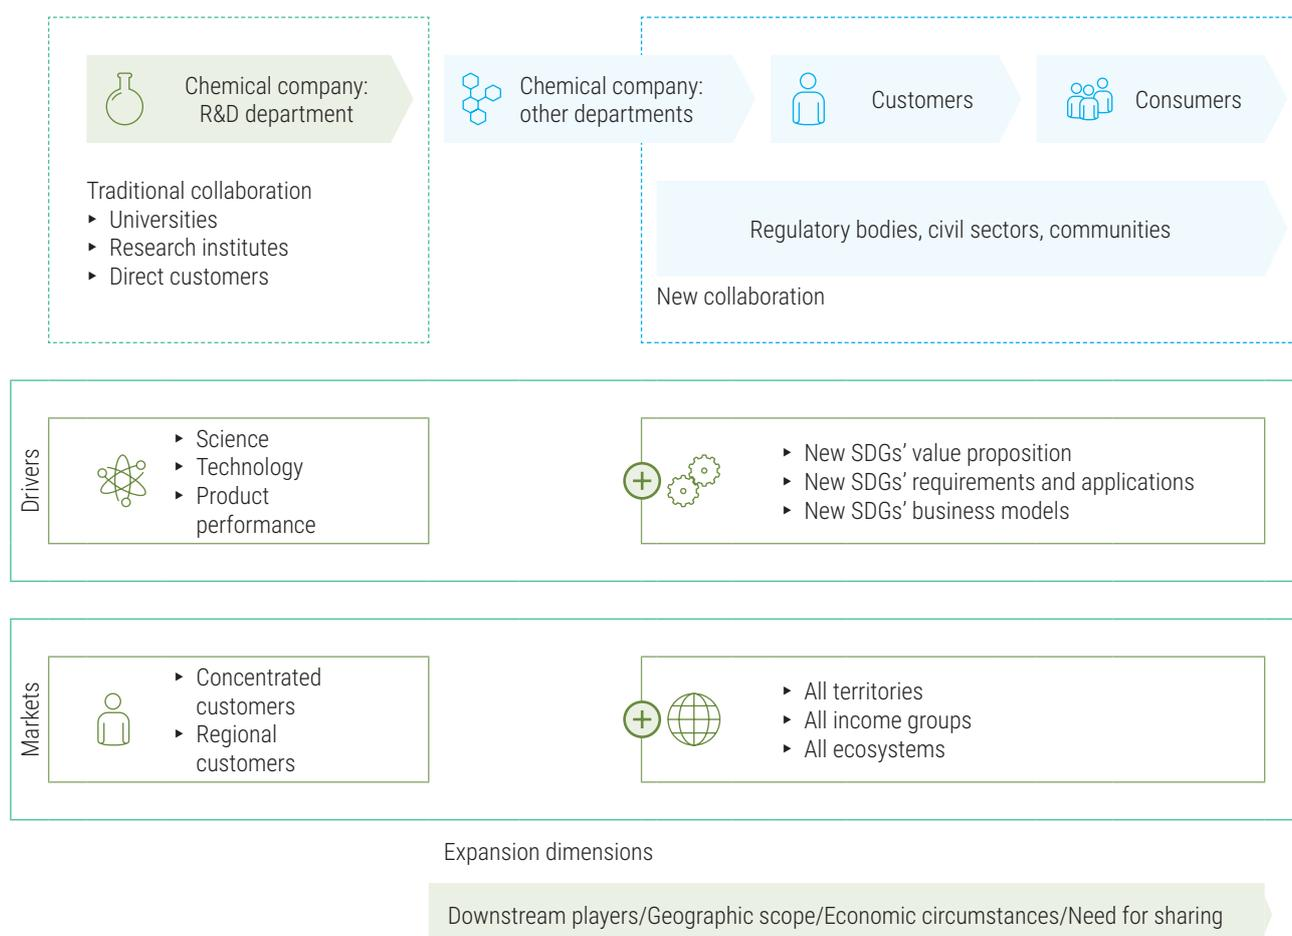 Chemical company:
R&D department
Chemical company:
other departments
Customers
Consumers
Traditional collaboration
▸ Universities
▸ Research institutes
▸ Direct customers
Regulatory bodies, civil sectors, communities
New collaboration
Drivers
▸ Science
▸ Technology
▸ Product
performance
▸ New SDGs’ value proposition
▸ New SDGs’ requirements and applications
▸ New SDGs’ business models
Markets
▸ Concentrated
customers
▸ Regional
customers
▸ All territories
▸ All income groups
▸ All ecosystems
Expansion dimensions
Downstream players/Geographic scope/Economic circumstances/Need for sharing